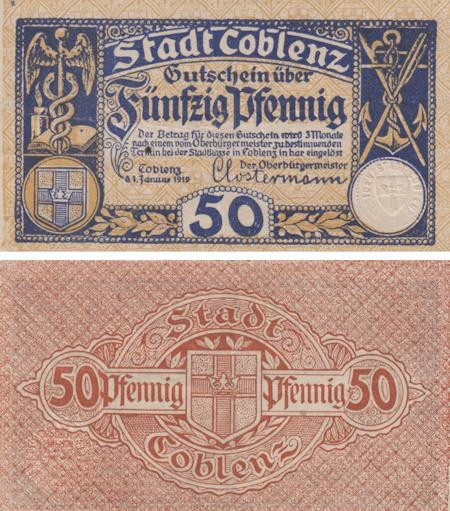 Stadt Coblenz
Gutschein über
Fünfzig Pfennig
Der Betrag für diesen Gutschein wird 3 Monate
nach einem vom Oberbürgermeister zu bestimmenden
Termin bei der Stadtkasse in Coblenz in bar eingelöst
Coblenz
d. 1. Januar 1919
Der Oberbürgermeister
Clostermann
50
Stadt
50 Pfennig Pfennig 50
Coblenz